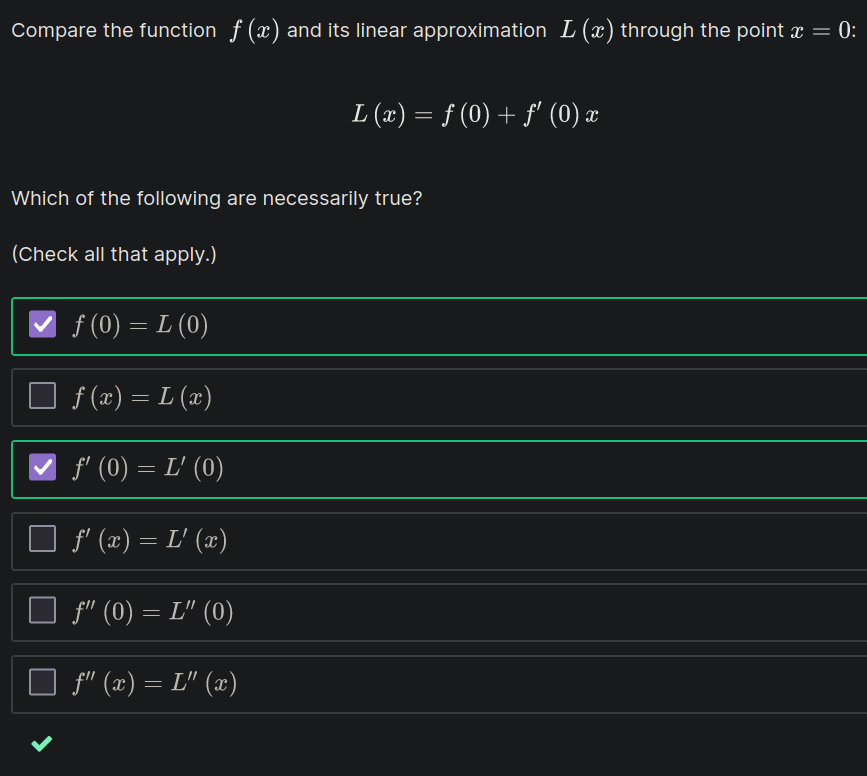 Compare the function f (x) and its linear approximation L (x) through the point x = 0:
L (x) = f (0) + f′ (0) x
Which of the following are necessarily true?
(Check all that apply.)
f (0) = L (0)
f (x) = L (x)
f′ (0) = L′ (0)
f′ (x) = L′ (x)
f″ (0) = L″ (0)
f″ (x) = L″ (x)